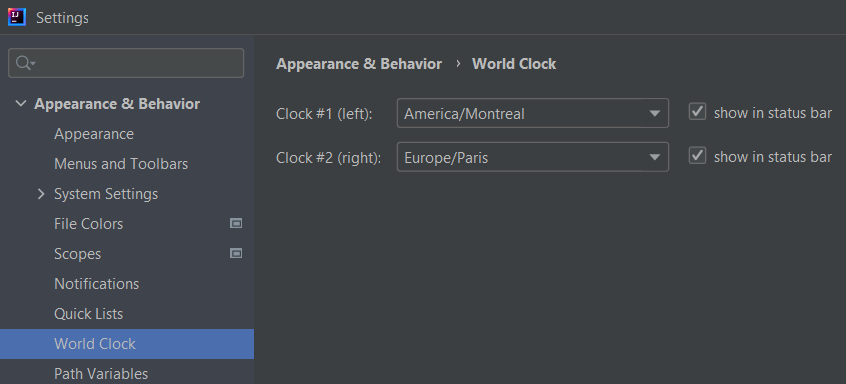 Settings
Appearance & Behavior
Appearance
Menus and Toolbars
System Settings
File Colors
Scopes
Notifications
Quick Lists
World Clock
Path Variables
Appearance & Behavior › World Clock
Clock #1 (left): America/Montreal show in status bar
Clock #2 (right): Europe/Paris show in status bar